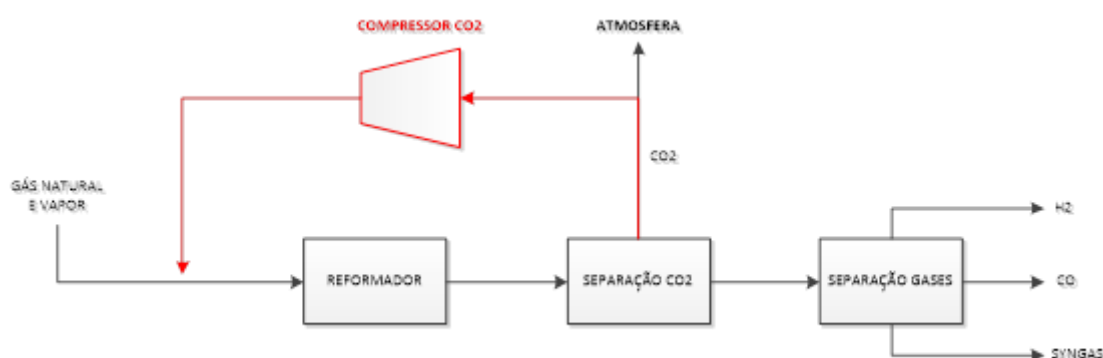 COMPRESSOR CO2
ATMOSFERA
CO2
GÁS NATURAL
E VAPOR
H2
REFORMADOR
SEPARAÇÃO CO2
SEPARAÇÃO GASES
CO
SYNGAS